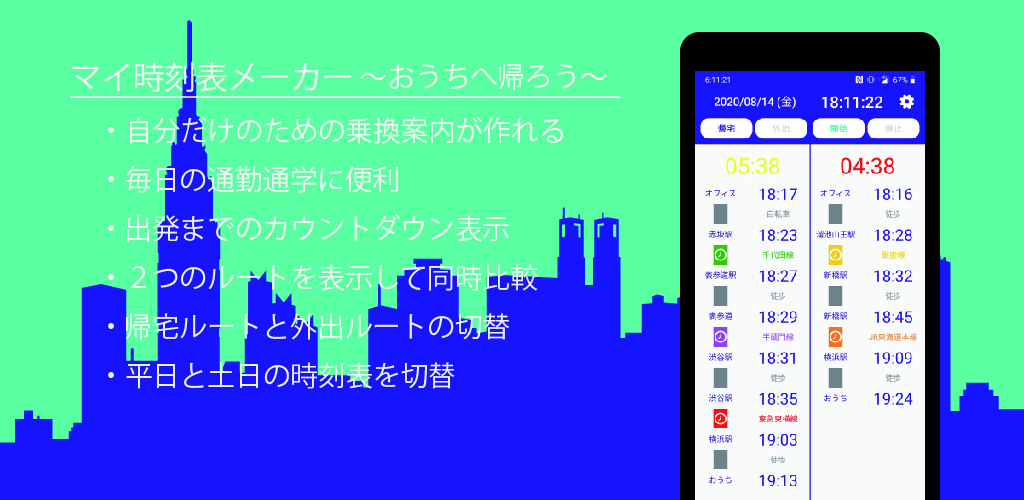 マイ時刻表メーカー ～おうちへ帰ろう～
・自分だけのための乗換案内が作れる
・毎日の通勤通学に便利
・出発までのカウントダウン表示
・２つのルートを表示して同時比較
・帰宅ルートと外出ルートの切替
・平日と土日の時刻表を切替
6:11:21 67%
2020/08/14 (金) 18:11:22
帰宅 外出 開始 停止
05:38
オフィス 18:17
自転車
赤坂駅 18:23
千代田線
表参道駅 18:27
徒歩
表参道 18:29
半蔵門線
渋谷駅 18:31
徒歩
渋谷駅 18:35
東急東横線
横浜駅 19:03
徒歩
おうち 19:13
04:38
オフィス 18:16
徒歩
溜池山王駅 18:28
銀座線
新橋駅 18:32
徒歩
新橋駅 18:45
JR東海道本線
横浜駅 19:09
徒歩
おうち 19:24